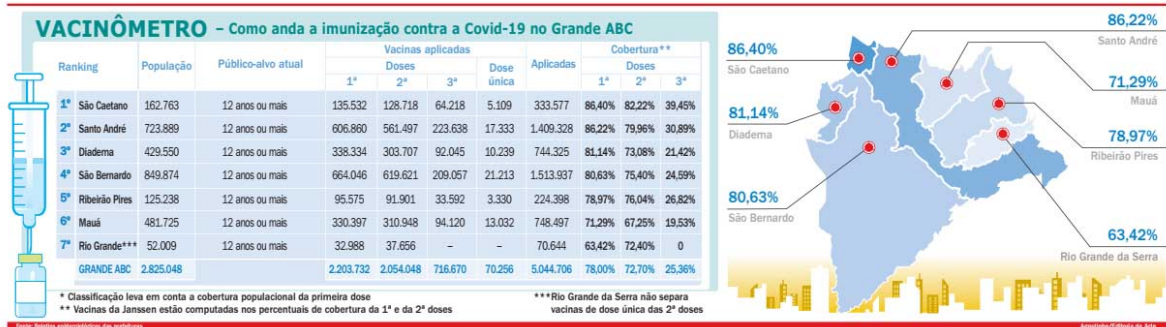 VACINÔMETRO – Como anda a imunização contra a Covid-19 no Grande ABC
Ranking População Público-alvo atual Vacinas aplicadas Aplicadas Cobertura**
Doses Dose única Doses
1ª 2ª 3ª 1ª 2ª 3ª
1º São Caetano 162.763 12 anos ou mais 135.532 128.718 64.218 5.109 333.577 86,40% 82,22% 39,45%
2º Santo André 723.889 12 anos ou mais 606.860 561.497 223.638 17.333 1.409.328 86,22% 79,96% 30,89%
3º Diadema 429.550 12 anos ou mais 338.334 303.707 92.045 10.239 744.325 81,14% 73,08% 21,42%
4º São Bernardo 849.874 12 anos ou mais 664.046 619.621 209.057 21.213 1.513.937 80,63% 75,40% 24,59%
5º Ribeirão Pires 125.238 12 anos ou mais 95.575 91.901 33.592 3.330 224.398 78,97% 76,04% 26,82%
6º Mauá 481.725 12 anos ou mais 330.397 310.948 94.120 13.032 748.497 71,29% 67,25% 19,53%
7º Rio Grande*** 52.009 12 anos ou mais 32.988 37.656 – – 70.644 63,42% 72,40% 0
GRANDE ABC 2.825.048 2.203.732 2.054.048 716.670 70.256 5.044.706 78,00% 72,70% 25,36%
* Classificação leva em conta a cobertura populacional da primeira dose
** Vacinas da Janssen estão computadas nos percentuais de cobertura da 1ª e da 2ª doses
***Rio Grande da Serra não separa
vacinas de dose única das 2ª doses
86,40%
São Caetano
81,14%
Diadema
80,63%
São Bernardo
86,22%
Santo André
71,29%
Mauá
78,97%
Ribeirão Pires
63,42%
Rio Grande da Serra
Fonte: Boletins epidemiológicos das prefeituras
Agostinho/Editoria de Arte